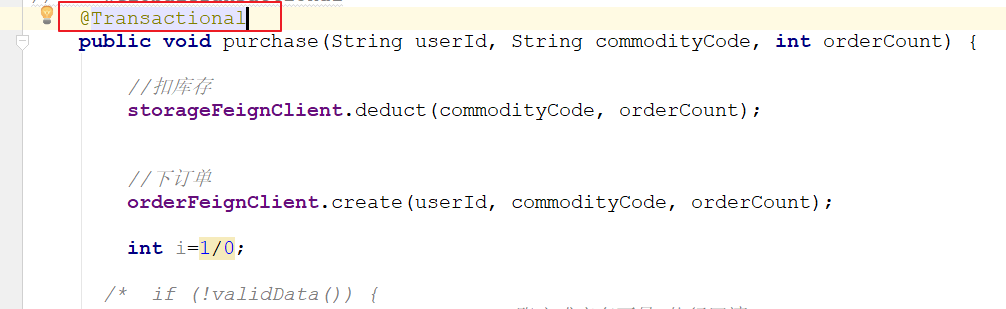 //
@Transactional
public void purchase(String userId, String commodityCode, int orderCount) {
//扣库存
storageFeignClient.deduct(commodityCode, orderCount);
//下订单
orderFeignClient.create(userId, commodityCode, orderCount);
int i=1/0;
/* if (!validData()) {